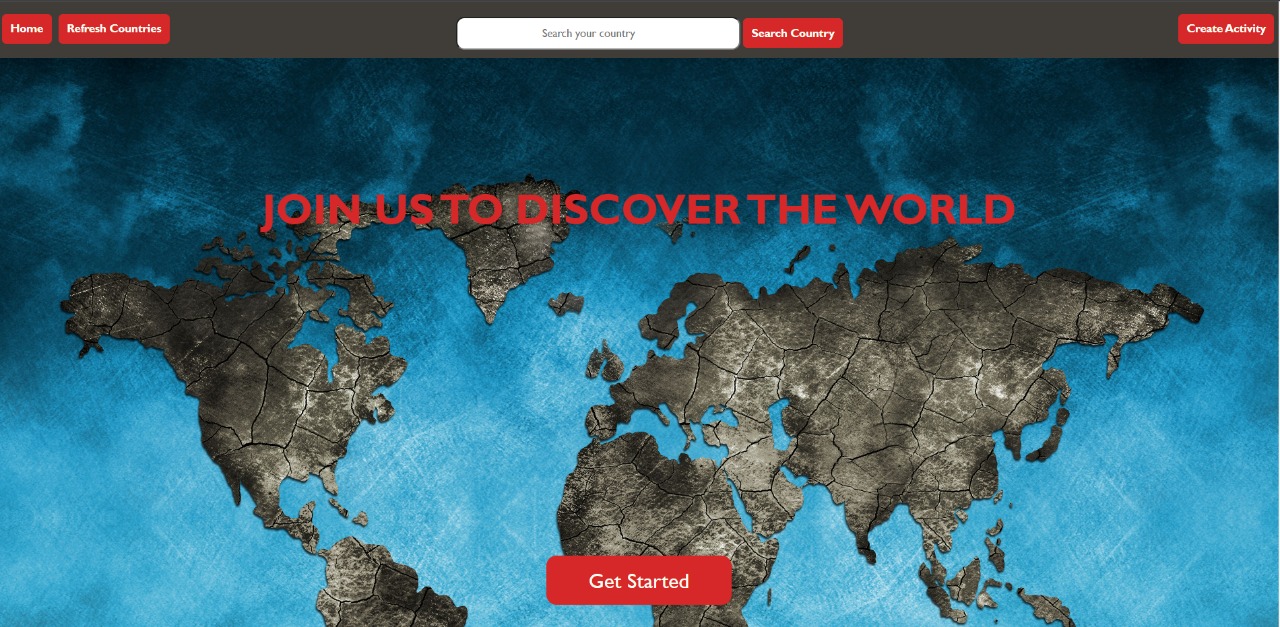 Home
Refresh Countries
Search your country
Search Country
Create Activity
JOIN US TO DISCOVER THE WORLD
Get Started